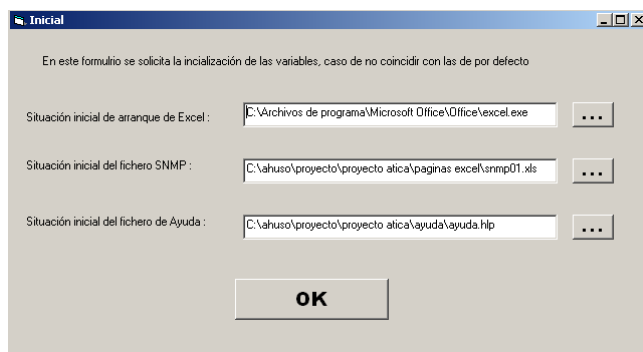 Inicial
En este formulrio se solicita la incialización de las variables, caso de no coincidir con las de por defecto
Situación inicial de arranque de Excel : C:\Archivos de programa\Microsoft Office\Office\excel.exe ...
Situación inicial del fichero SNMP : C:\ahuso\proyecto\proyecto atica\paginas excel\snmp01.xls ...
Situación inicial del fichero de Ayuda : C:\ahuso\proyecto\proyecto atica\ayuda\ayuda.hlp ...
OK